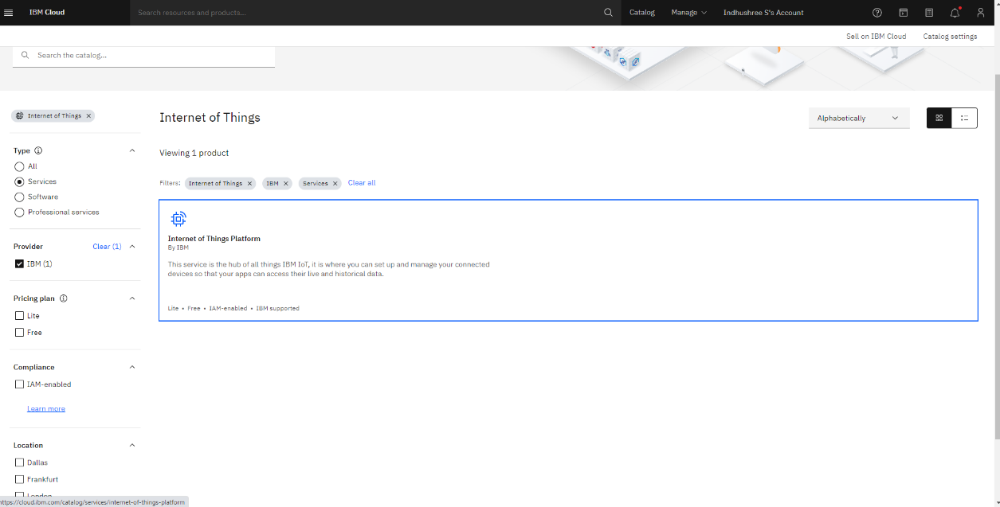 IBM Cloud
Search resources and products...
Catalog
Manage
Indhushree S's Account
Sell on IBM Cloud
Catalog settings
Search the catalog...
Internet of Things
Type
All
Services
Software
Professional services
Provider
Clear (1)
IBM (1)
Pricing plan
Lite
Free
Compliance
IAM-enabled
Learn more
Location
Dallas
Frankfurt
London
Internet of Things
Alphabetically
Viewing 1 product
Filters:
Internet of Things
IBM
Services
Clear all
Internet of Things Platform
By IBM
This service is the hub of all things IBM IoT, it is where you can set up and manage your connected
devices so that your apps can access their live and historical data.
Lite • Free • IAM-enabled • IBM supported
https://cloud.ibm.com/catalog/services/internet-of-things-platform